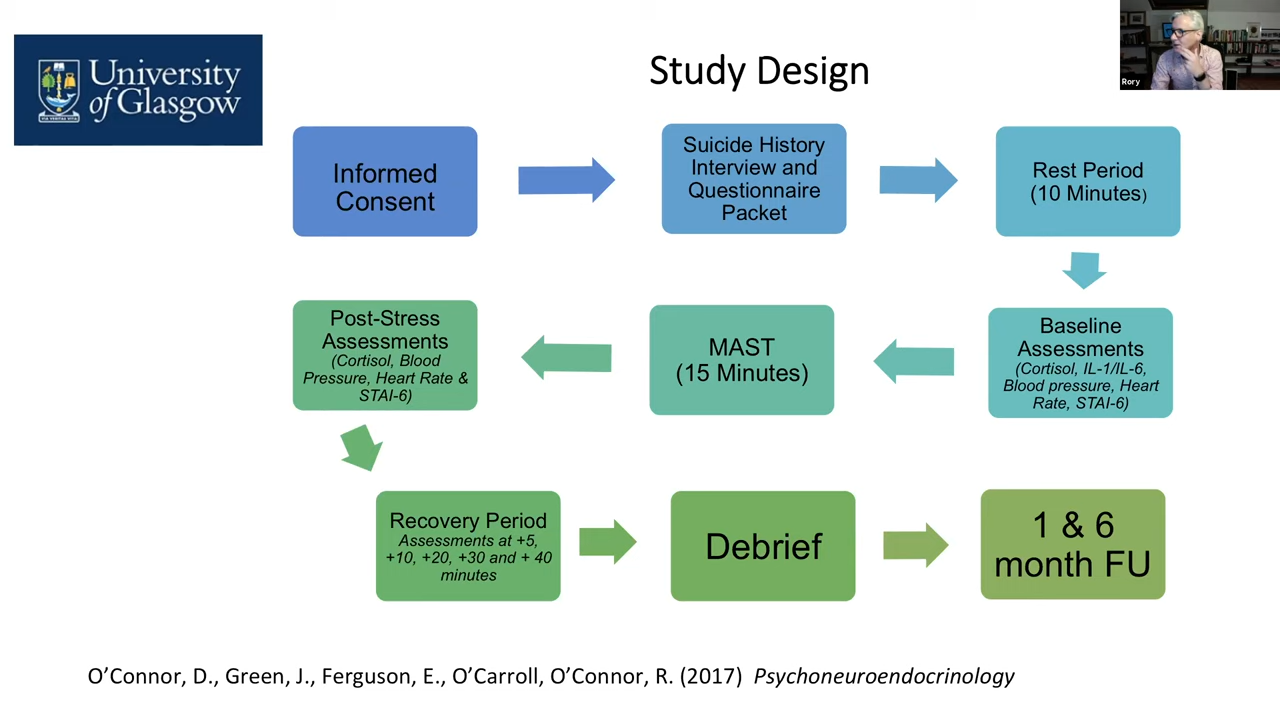 University
of Glasgow
VIA VERITAS VITA
Study Design
Rory
Informed
Consent
Suicide History
Interview and
Questionnaire
Packet
Rest Period
(10 Minutes)
Baseline
Assessments
(Cortisol, IL-1/IL-6,
Blood pressure, Heart
Rate, STAI-6)
MAST
(15 Minutes)
Post-Stress
Assessments
(Cortisol, Blood
Pressure, Heart Rate &
STAI-6)
Recovery Period
Assessments at +5,
+10, +20, +30 and + 40
minutes
Debrief
1 & 6
month FU
O’Connor, D., Green, J., Ferguson, E., O’Carroll, O’Connor, R. (2017) Psychoneuroendocrinology